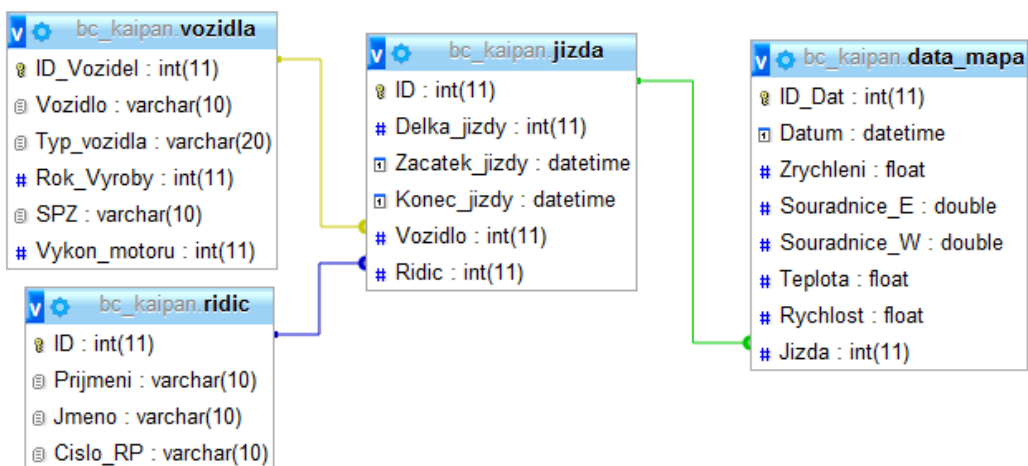 bc_kaipan.vozidla
ID_Vozidel : int(11)
Vozidlo : varchar(10)
Typ_vozidla : varchar(20)
# Rok_Vyroby : int(11)
SPZ : varchar(10)
# Vykon_motoru : int(11)
bc_kaipan.ridic
ID : int(11)
Prijmeni : varchar(10)
Jmeno : varchar(10)
Cislo_RP : varchar(10)
bc_kaipan.jizda
ID : int(11)
# Delka_jizdy : int(11)
Zacatek_jizdy : datetime
Konec_jizdy : datetime
# Vozidlo : int(11)
# Ridic : int(11)
bc_kaipan.data_mapa
ID_Dat : int(11)
Datum : datetime
# Zrychleni : float
# Souradnice_E : double
# Souradnice_W : double
# Teplota : float
# Rychlost : float
# Jizda : int(11)